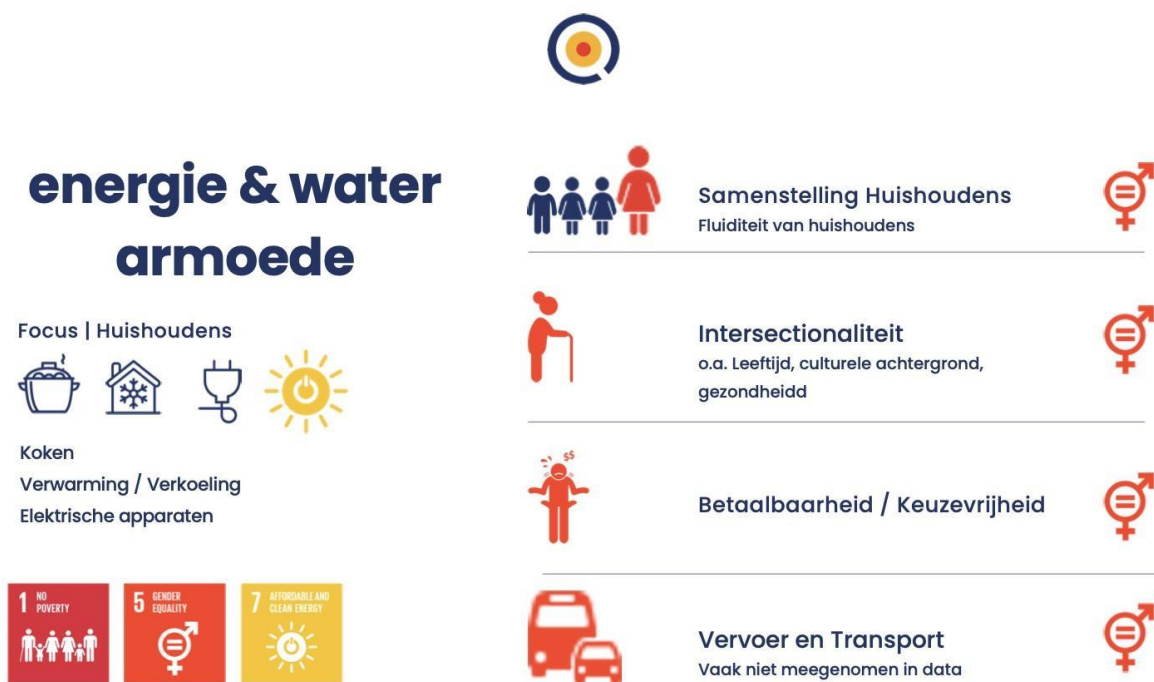 energie & water
armoede
Focus | Huishoudens
Koken
Verwarming / Verkoeling
Elektrische apparaten
1 NO
POVERTY
5 GENDER
EQUALITY
7 AFFORDABLE AND
CLEAN ENERGY
Samenstelling Huishoudens
Fluiditeit van huishoudens
Intersectionaliteit
o.a. Leeftijd, culturele achtergrond,
gezondheidd
$$
Betaalbaarheid / Keuzevrijheid
Vervoer en Transport
Vaak niet meegenomen in data